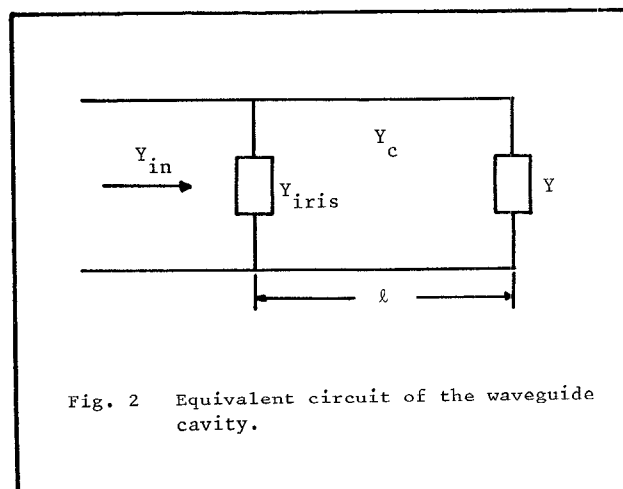 Y_c
Y_in
Y_iris
Y
ℓ
Fig. 2 Equivalent circuit of the waveguide
cavity.